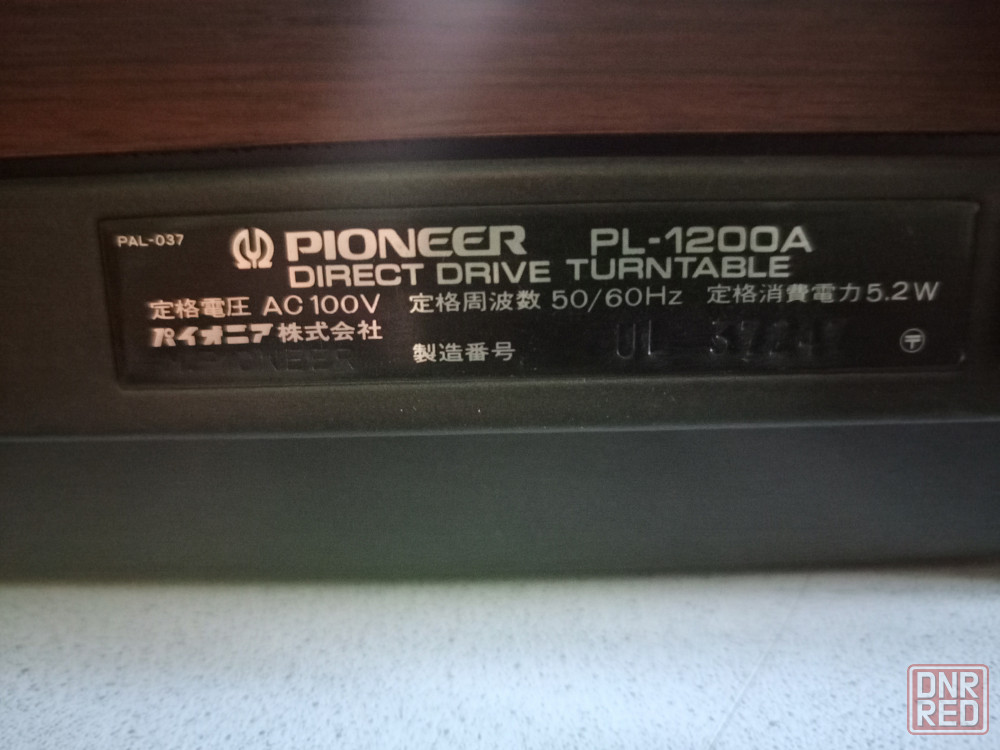 PAL-037
PIONEER PL-1200A
DIRECT DRIVE TURNTABLE
定格電圧 AC 100V 定格周波数 50/60Hz 定格消費電力 5.2W
パイオニア株式会社
製造番号 UL
〒
DNR
RED